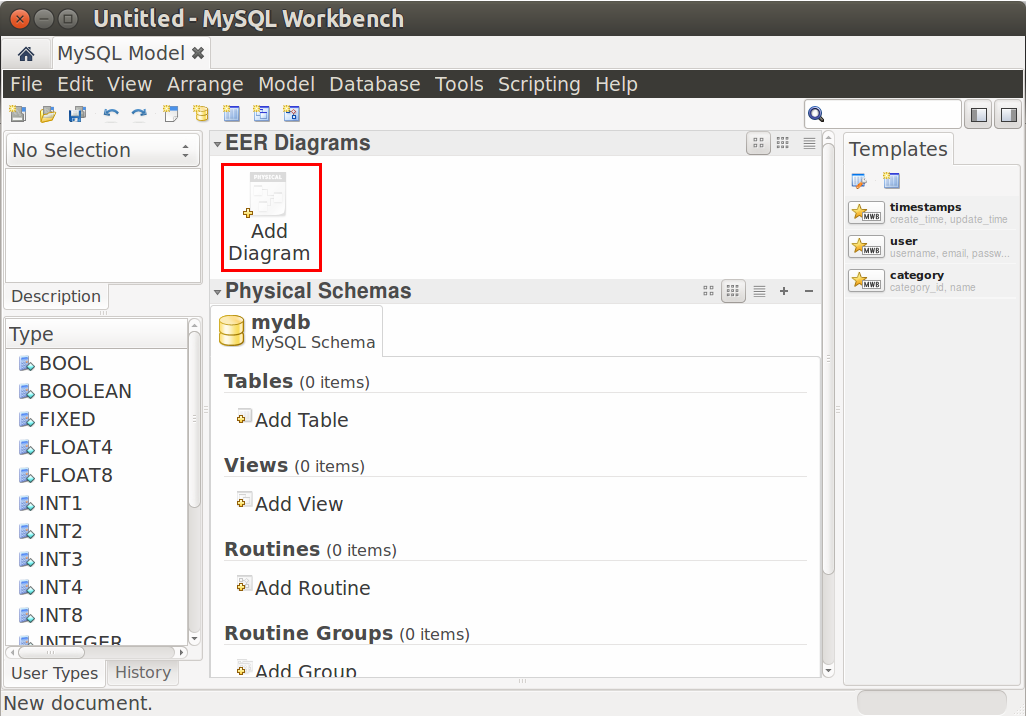 Untitled - MySQL Workbench
MySQL Model
File Edit View Arrange Model Database Tools Scripting Help
No Selection
Description
Type
BOOL
BOOLEAN
FIXED
FLOAT4
FLOAT8
INT1
INT2
INT3
INT4
INT8
INTEGER
User Types
History
EER Diagrams
PHYSICAL
Add
Diagram
Physical Schemas
mydb
MySQL Schema
Tables (0 items)
Add Table
Views (0 items)
Add View
Routines (0 items)
Add Routine
Routine Groups (0 items)
Add Group
Templates
MWB
timestamps
create_time, update_time
MWB
user
username, email, passw...
MWB
category
category_id, name
New document.